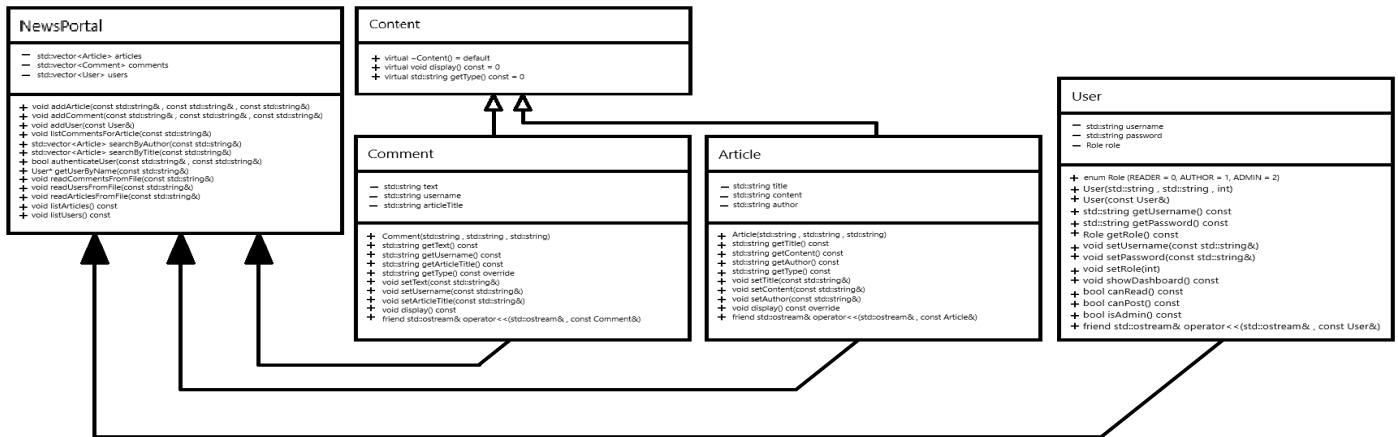 NewsPortal
− std::vector<Article> articles
− std::vector<Comment> comments
− std::vector<User> users
+ void addArticle(const std::string& , const std::string& , const std::string&)
+ void addComment(const std::string& , const std::string& , const std::string&)
+ void addUser(const User&)
+ void listCommentsForArticle(const std::string&)
+ std::vector<Article> searchByAuthor(const std::string&)
+ std::vector<Article> searchByTitle(const std::string&)
+ bool authenticateUser(const std::string& , const std::string&)
+ User* getUserByName(const std::string&)
+ void readCommentsFromFile(const std::string&)
+ void readUsersFromFile(const std::string&)
+ void readArticlesFromFile(const std::string&)
+ void listArticles() const
+ void listUsers() const
Content
+ virtual ~Content() = default
+ virtual void display() const = 0
+ virtual std::string getType() const = 0
Comment
− std::string text
− std::string username
− std::string articleTitle
+ Comment(std::string , std::string , std::string)
+ std::string getText() const
+ std::string getUsername() const
+ std::string getArticleTitle() const
+ std::string getType() const override
+ void setText(const std::string&)
+ void setUsername(const std::string&)
+ void setArticleTitle(const std::string&)
+ void display() const
+ friend std::ostream& operator<<(std::ostream& , const Comment&)
Article
− std::string title
− std::string content
− std::string author
+ Article(std::string , std::string , std::string)
+ std::string getTitle() const
+ std::string getContent() const
+ std::string getAuthor() const
+ std::string getType() const
+ void setTitle(const std::string&)
+ void setContent(const std::string&)
+ void setAuthor(const std::string&)
+ void display() const override
+ friend std::ostream& operator<<(std::ostream& , const Article&)
User
− std::string username
− std::string password
− Role role
+ enum Role (READER = 0, AUTHOR = 1, ADMIN = 2)
+ User(std::string , std::string , int)
+ User(const User&)
+ std::string getUsername() const
+ std::string getPassword() const
+ Role getRole() const
+ void setUsername(const std::string&)
+ void setPassword(const std::string&)
+ void setRole(int)
+ void showDashboard() const
+ bool canRead() const
+ bool canPost() const
+ bool isAdmin() const
+ friend std::ostream& operator<<(std::ostream& , const User&)